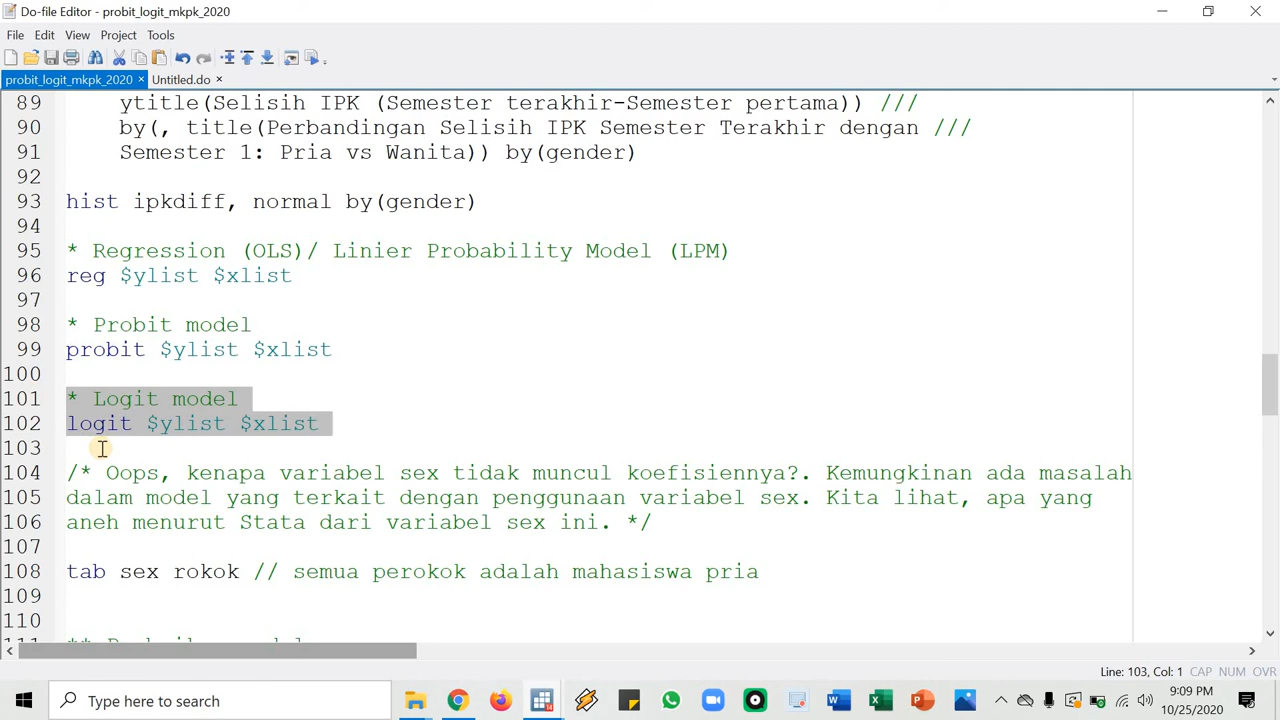 Do-file Editor - probit_logit_mkpk_2020
File Edit View Project Tools
probit_logit_mkpk_2020 × Untitled.do ×
89 ytitle(Selisih IPK (Semester terakhir-Semester pertama)) ///
90 by(, title(Perbandingan Selisih IPK Semester Terakhir dengan ///
91 Semester 1: Pria vs Wanita)) by(gender)
92
93 hist ipkdiff, normal by(gender)
94
95 * Regression (OLS)/ Linier Probability Model (LPM)
96 reg $ylist $xlist
97
98 * Probit model
99 probit $ylist $xlist
100
101 * Logit model
102 logit $ylist $xlist
103
104 /* Oops, kenapa variabel sex tidak muncul koefisiennya?. Kemungkinan ada masalah
105 dalam model yang terkait dengan penggunaan variabel sex. Kita lihat, apa yang
106 aneh menurut Stata dari variabel sex ini. */
107
108 tab sex rokok // semua perokok adalah mahasiswa pria
109
110
Line: 103, Col: 1 CAP NUM OVR
Type here to search
9:09 PM
10/25/2020